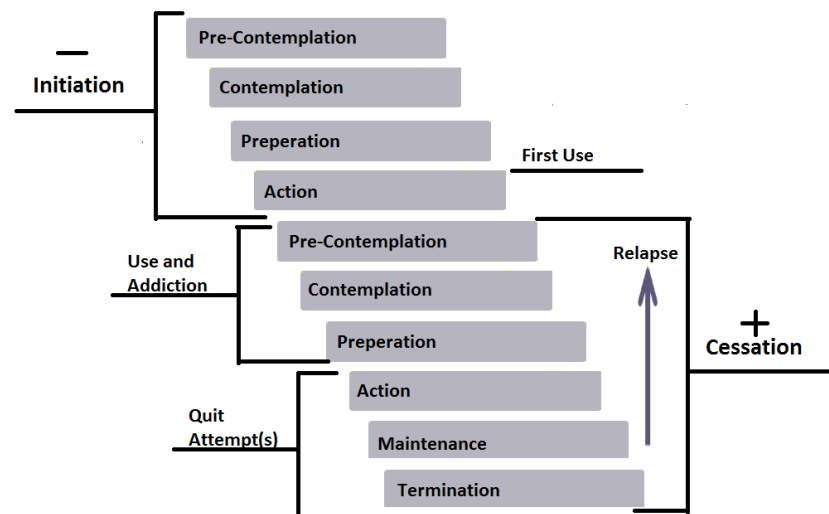 Pre-Contemplation
−
Initiation
Contemplation
Preperation
First Use
Action
Pre-Contemplation
Use and
Addiction
Relapse
Contemplation
Preperation
+
Cessation
Action
Quit
Attempt(s)
Maintenance
Termination